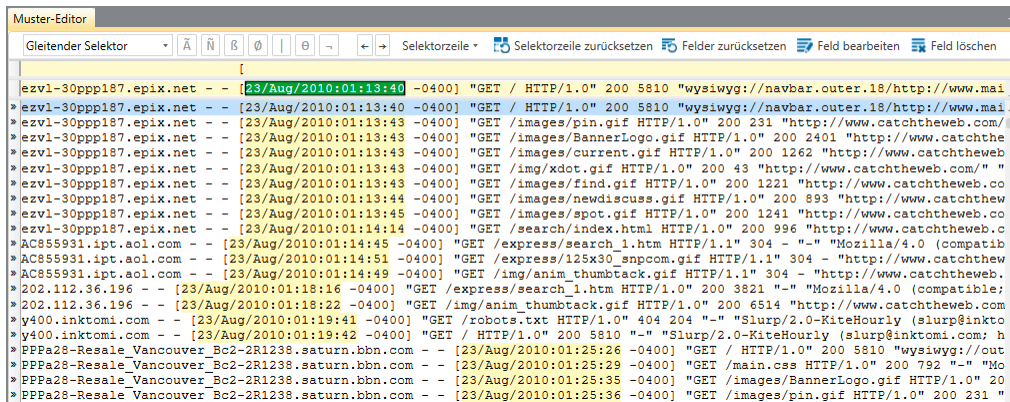 Muster-Editor
Gleitender Selektor Ã Ñ ß Ø | Θ ¬ ← → Selektorzeile Selektorzeile zurücksetzen Felder zurücksetzen Feld bearbeiten Feld löschen
[
ezvl-30ppp187.epix.net - - [23/Aug/2010:01:13:40 -0400] "GET / HTTP/1.0" 200 5810 "wysiwyg://navbar.outer.18/http://www.mai
» ezvl-30ppp187.epix.net - - [23/Aug/2010:01:13:40 -0400] "GET / HTTP/1.0" 200 5810 "wysiwyg://navbar.outer.18/http://www.mai
» ezvl-30ppp187.epix.net - - [23/Aug/2010:01:13:43 -0400] "GET /images/pin.gif HTTP/1.0" 200 231 "http://www.catchtheweb.com/
» ezvl-30ppp187.epix.net - - [23/Aug/2010:01:13:43 -0400] "GET /images/BannerLogo.gif HTTP/1.0" 200 2401 "http://www.catchthe
» ezvl-30ppp187.epix.net - - [23/Aug/2010:01:13:43 -0400] "GET /images/current.gif HTTP/1.0" 200 1262 "http://www.catchtheweb
» ezvl-30ppp187.epix.net - - [23/Aug/2010:01:13:43 -0400] "GET /img/xdot.gif HTTP/1.0" 200 43 "http://www.catchtheweb.com/" "
» ezvl-30ppp187.epix.net - - [23/Aug/2010:01:13:43 -0400] "GET /images/find.gif HTTP/1.0" 200 1221 "http://www.catchtheweb.co
» ezvl-30ppp187.epix.net - - [23/Aug/2010:01:13:44 -0400] "GET /images/newdiscuss.gif HTTP/1.0" 200 893 "http://www.catchthew
» ezvl-30ppp187.epix.net - - [23/Aug/2010:01:13:45 -0400] "GET /images/spot.gif HTTP/1.0" 200 1241 "http://www.catchtheweb.co
» ezvl-30ppp187.epix.net - - [23/Aug/2010:01:14:14 -0400] "GET /search/index.html HTTP/1.0" 200 996 "http://www.catchtheweb.c
» AC855931.ipt.aol.com - - [23/Aug/2010:01:14:45 -0400] "GET /express/search_1.htm HTTP/1.1" 304 - "-" "Mozilla/4.0 (compatib
» AC855931.ipt.aol.com - - [23/Aug/2010:01:14:51 -0400] "GET /express/125x30_snpcom.gif HTTP/1.1" 304 - "http://www.catchthew
» AC855931.ipt.aol.com - - [23/Aug/2010:01:14:49 -0400] "GET /img/anim_thumbtack.gif HTTP/1.1" 304 - "http://www.catchtheweb.
» 202.112.36.196 - - [23/Aug/2010:01:18:16 -0400] "GET /express/search_1.htm HTTP/1.0" 200 3821 "-" "Mozilla/4.0 (compatible;
» 202.112.36.196 - - [23/Aug/2010:01:18:22 -0400] "GET /img/anim_thumbtack.gif HTTP/1.0" 200 6514 "http://www.catchtheweb.com
» y400.inktomi.com - - [23/Aug/2010:01:19:41 -0400] "GET /robots.txt HTTP/1.0" 404 204 "-" "Slurp/2.0-KiteHourly (slurp@inkto
» y400.inktomi.com - - [23/Aug/2010:01:19:42 -0400] "GET / HTTP/1.0" 200 5810 "-" "Slurp/2.0-KiteHourly (slurp@inktomi.com; h
» PPPa28-Resale_Vancouver_Bc2-2R1238.saturn.bbn.com - - [23/Aug/2010:01:25:26 -0400] "GET / HTTP/1.0" 200 5810 "wysiwyg://out
» PPPa28-Resale_Vancouver_Bc2-2R1238.saturn.bbn.com - - [23/Aug/2010:01:25:29 -0400] "GET /main.css HTTP/1.0" 200 792 "-" "Mo
» PPPa28-Resale_Vancouver_Bc2-2R1238.saturn.bbn.com - - [23/Aug/2010:01:25:35 -0400] "GET /images/BannerLogo.gif HTTP/1.0" 20
» PPPa28-Resale_Vancouver_Bc2-2R1238.saturn.bbn.com - - [23/Aug/2010:01:25:36 -0400] "GET /images/pin.gif HTTP/1.0" 200 231 "